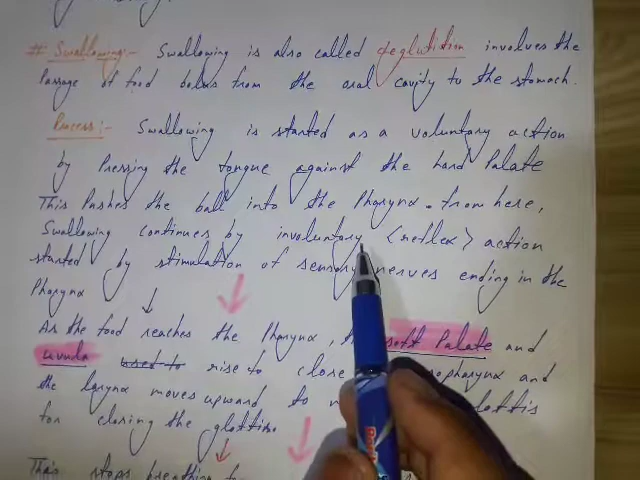 # Swallowing:- Swallowing is also called deglutition involves the
Passage of food bolus from the oral cavity to the stomach.
Process:- Swallowing is started as a voluntary action
by Pressing the tongue against the hard Palate
This Pushes the ball into the Pharynx. from here,
Swallowing continues by involuntary <reflex> action
started by stimulation of sensory nerves ending in the
Pharynx
As the food reaches the Pharynx, soft Palate and
uvula used to rise to close and
the larynx moves upward to
for closing the glottis.
This stops breathing